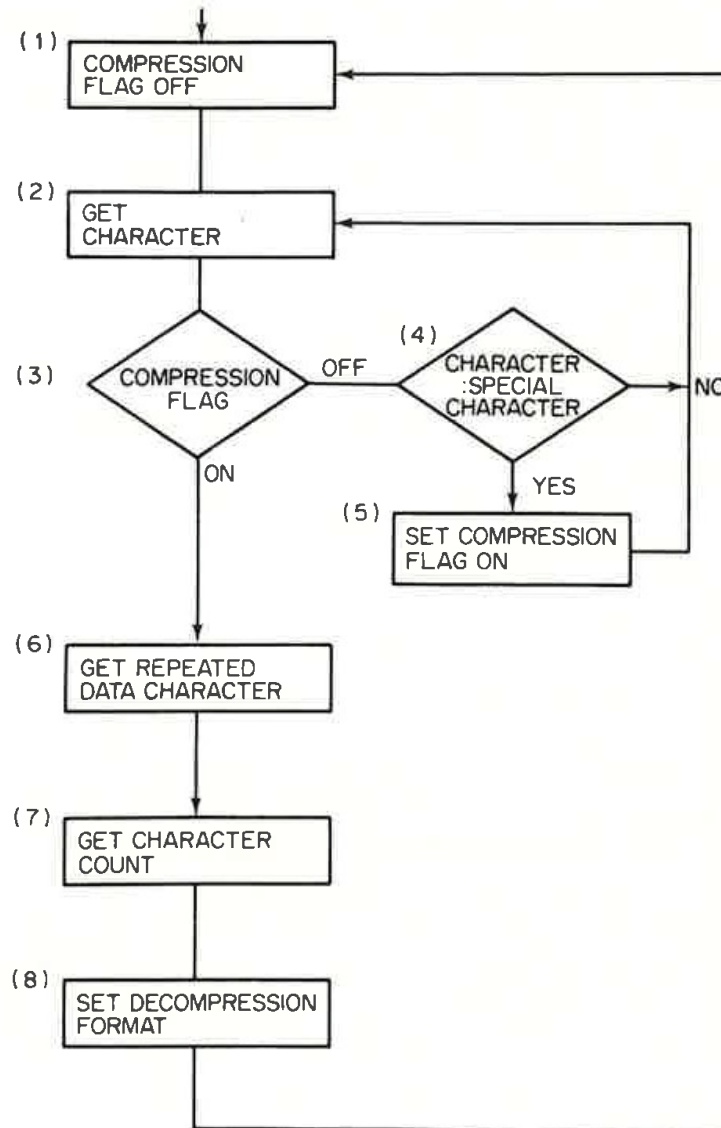 (1)
COMPRESSION
FLAG OFF
(2)
GET
CHARACTER
(3)
COMPRESSION
FLAG
OFF
(4)
CHARACTER
:SPECIAL
CHARACTER
NO
ON
YES
(5)
SET COMPRESSION
FLAG ON
(6)
GET REPEATED
DATA CHARACTER
(7)
GET CHARACTER
COUNT
(8)
SET DECOMPRESSION
FORMAT